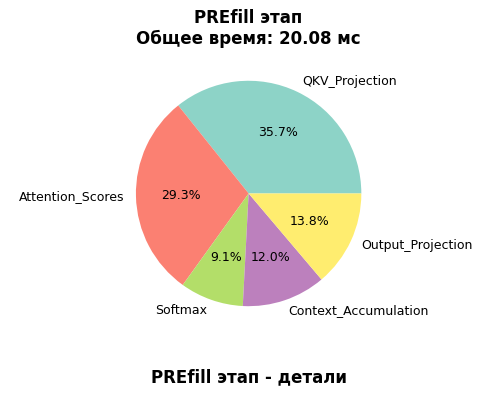 PREfill этап
Общее время: 20.08 мс
QKV_Projection
35.7%
Attention_Scores
29.3%
13.8%
Output_Projection
9.1%
12.0%
Softmax
Context_Accumulation
PREfill этап - детали